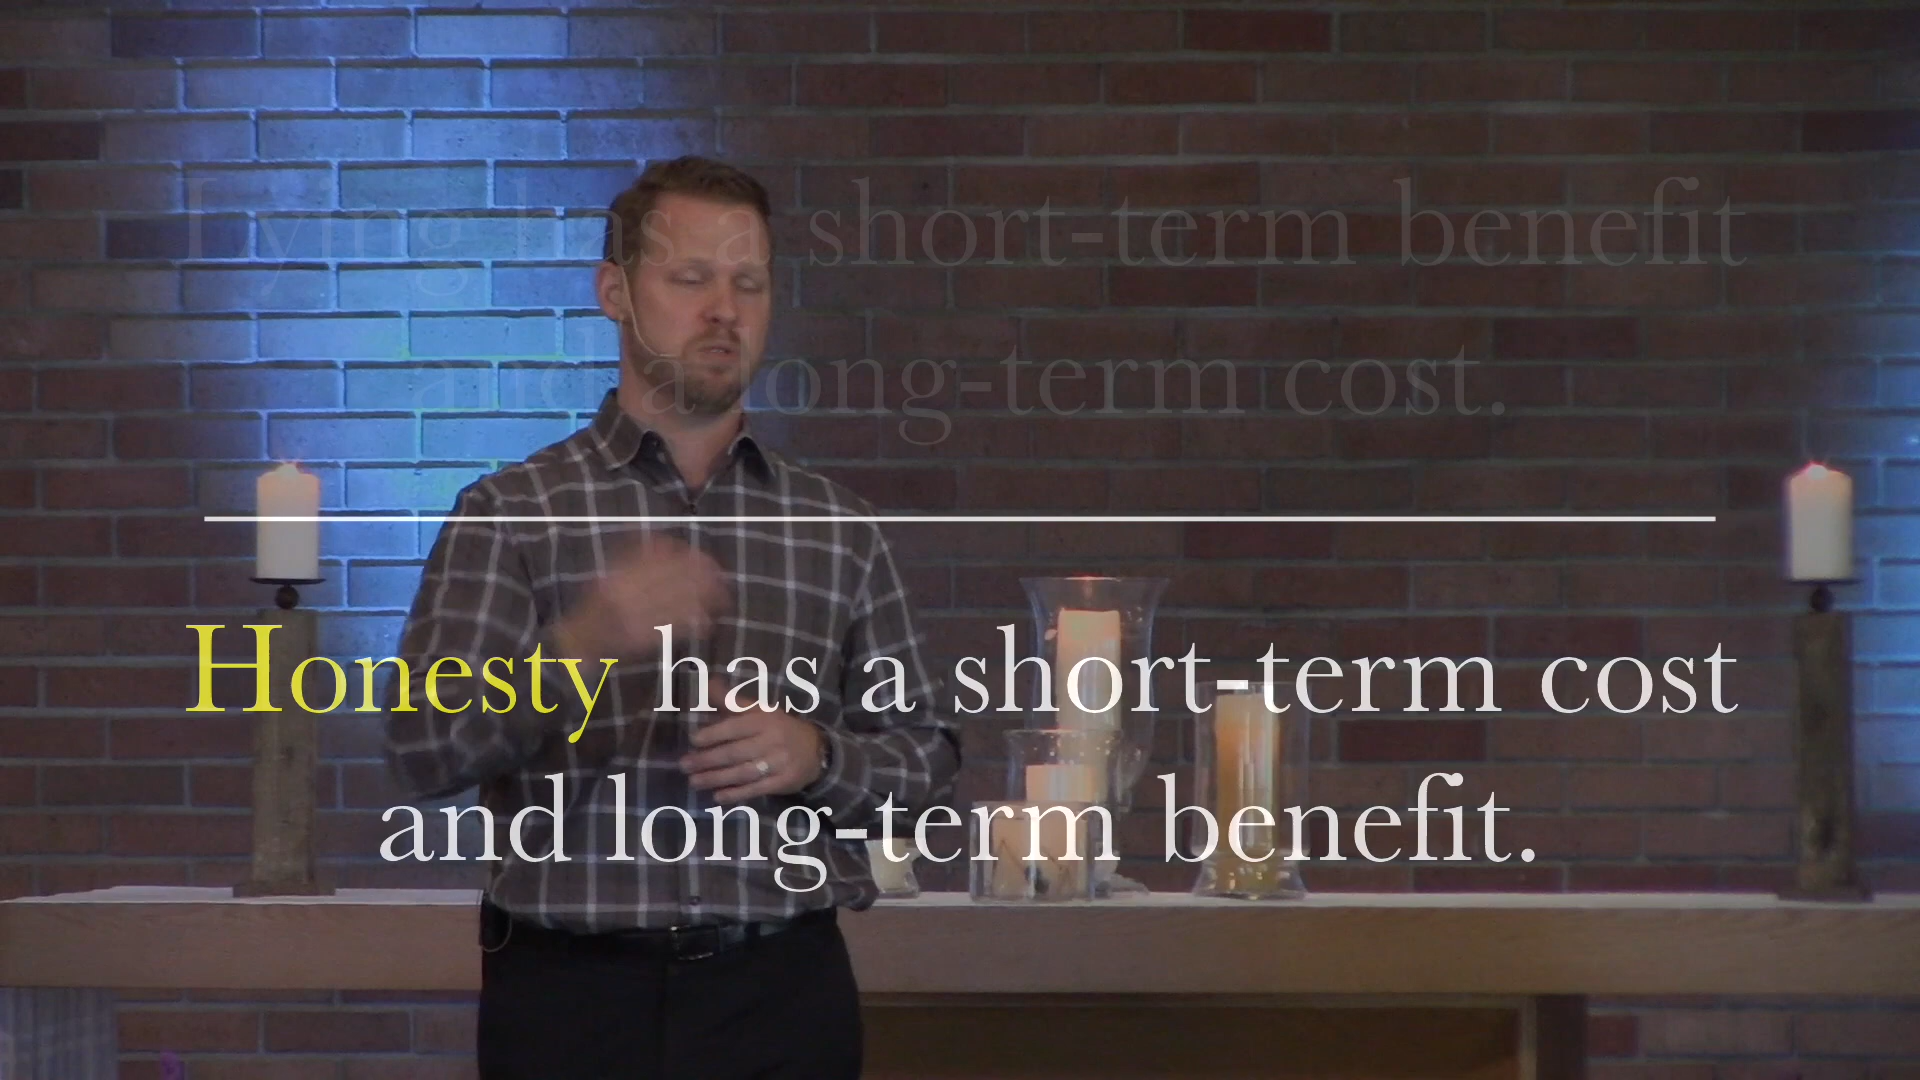 Lying has a short-term benefit
and a long-term cost.
Honesty has a short-term cost
and long-term benefit.